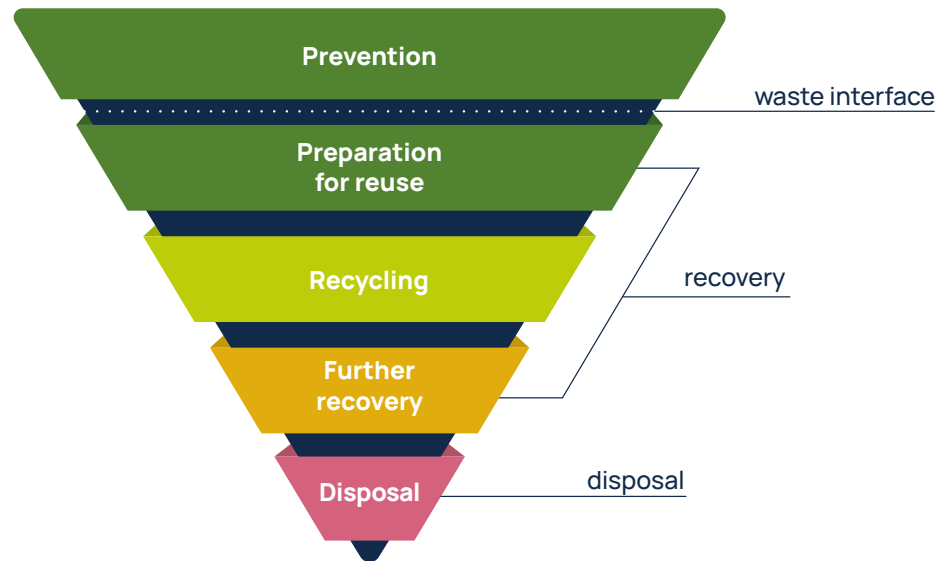 Prevention
waste interface
Preparation
for reuse
Recycling
recovery
Further
recovery
disposal
Disposal